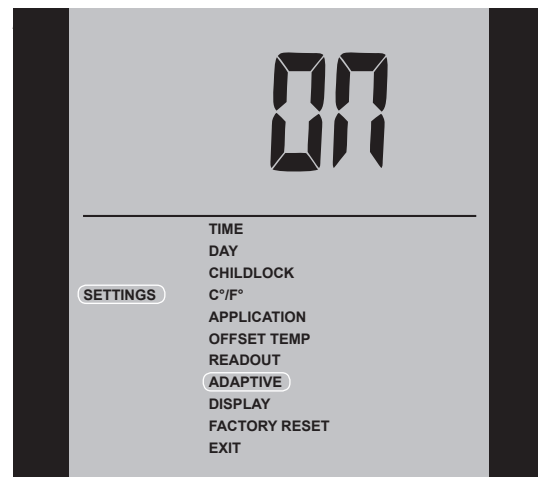 ON
TIME
DAY
CHILDLOCK
SETTINGS C°/F°
APPLICATION
OFFSET TEMP
READOUT
ADAPTIVE
DISPLAY
FACTORY RESET
EXIT